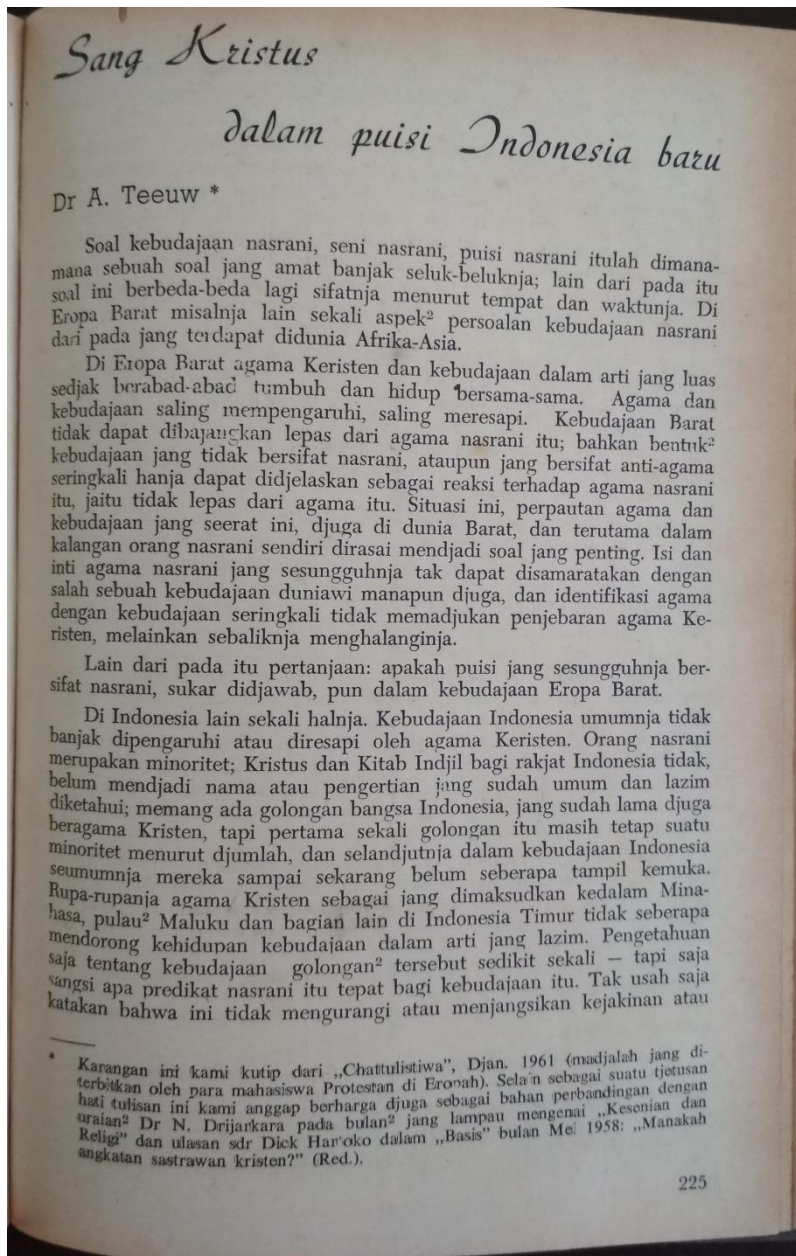 Sang Kristus
dalam puisi Indonesia baru
Dr A. Teeuw *
Soal kebudajaan nasrani, seni nasrani, puisi nasrani itulah dimana-
mana sebuah soal jang amat banjak seluk-beluknja; lain dari pada itu
soal ini berbeda-beda lagi sifatnja menurut tempat dan waktunja. Di
Eropa Barat misalnja lain sekali aspek² persoalan kebudajaan nasrani
dari pada jang terdapat didunia Afrika-Asia.
Di Eropa Barat agama Keristen dan kebudajaan dalam arti jang luas
sedjak berabad-abad tumbuh dan hidup bersama-sama. Agama dan
kebudajaan saling mempengaruhi, saling meresapi. Kebudajaan Barat
tidak dapat dibajangkan lepas dari agama nasrani itu; bahkan bentuk²
kebudajaan jang tidak bersifat nasrani, ataupun jang bersifat anti-agama
seringkali hanja dapat didjelaskan sebagai reaksi terhadap agama nasrani
itu, jaitu tidak lepas dari agama itu. Situasi ini, perpautan agama dan
kebudajaan jang seerat ini, djuga di dunia Barat, dan terutama dalam
kalangan orang nasrani sendiri dirasai mendjadi soal jang penting. Isi dan
inti agama nasrani jang sesungguhnja tak dapat disamaratakan dengan
salah sebuah kebudajaan duniawi manapun djuga, dan identifikasi agama
dengan kebudajaan seringkali tidak memadjukan penjebaran agama Ke-
risten, melainkan sebaliknja menghalanginja.
Lain dari pada itu pertanjaan: apakah puisi jang sesungguhnja ber-
sifat nasrani, sukar didjawab, pun dalam kebudajaan Eropa Barat.
Di Indonesia lain sekali halnja. Kebudajaan Indonesia umumnja tidak
banjak dipengaruhi atau diresapi oleh agama Keristen. Orang nasrani
merupakan minoritet; Kristus dan Kitab Indjil bagi rakjat Indonesia tidak,
belum mendjadi nama atau pengertian jang sudah umum dan lazim
diketahui; memang ada golongan bangsa Indonesia, jang sudah lama djuga
beragama Kristen, tapi pertama sekali golongan itu masih tetap suatu
minoritet menurut djumlah, dan selandjutnja dalam kebudajaan Indonesia
seumumnja mereka sampai sekarang belum seberapa tampil kemuka.
Rupa-rupanja agama Kristen sebagai jang dimaksudkan kedalam Mina-
hasa, pulau² Maluku dan bagian lain di Indonesia Timur tidak seberapa
mendorong kehidupan kebudajaan dalam arti jang lazim. Pengetahuan
saja tentang kebudajaan golongan² tersebut sedikit sekali — tapi saja
sangsi apa predikat nasrani itu tepat bagi kebudajaan itu. Tak usah saja
katakan bahwa ini tidak mengurangi atau menjangsikan kejakinan atau
* Karangan ini kami kutip dari „Chattulistiwa”, Djan. 1961 (madjalah jang di-
terbitkan oleh para mahasiswa Protestan di Eropah). Selain sebagai suatu tjetusan
hati tulisan ini kami anggap berharga djuga sebagai bahan perbandingan dengan
uraian² Dr N. Drijarkara pada bulan² jang lampau mengenai „Kesenian dan
Religi” dan ulasan sdr Dick Hartoko dalam „Basis” bulan Mei 1958: „Manakah
angkatan sastrawan kristen?” (Red.).
225